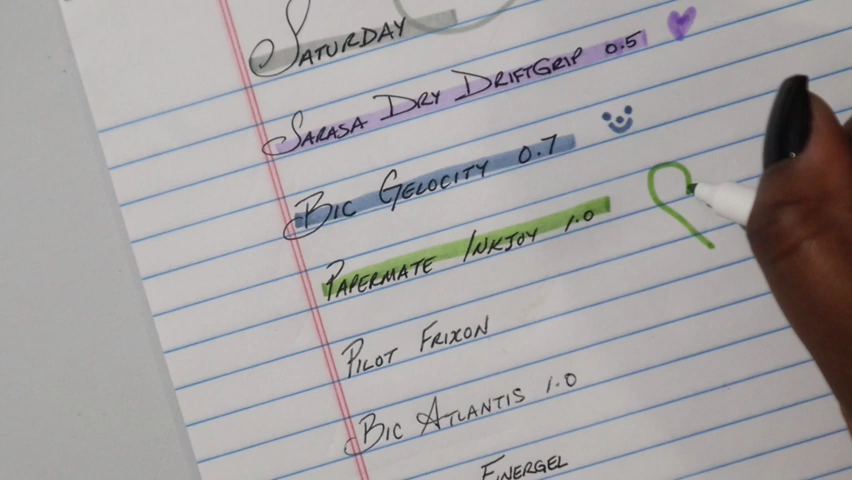 SATURDAY
SARASA DRY DRIFTGRIP 0.5
BIC GELOCITY 0.7
PAPERMATE INKJOY 1.0
PILOT FRIXON
BIC ATLANTIS 1.0
ENERGEL